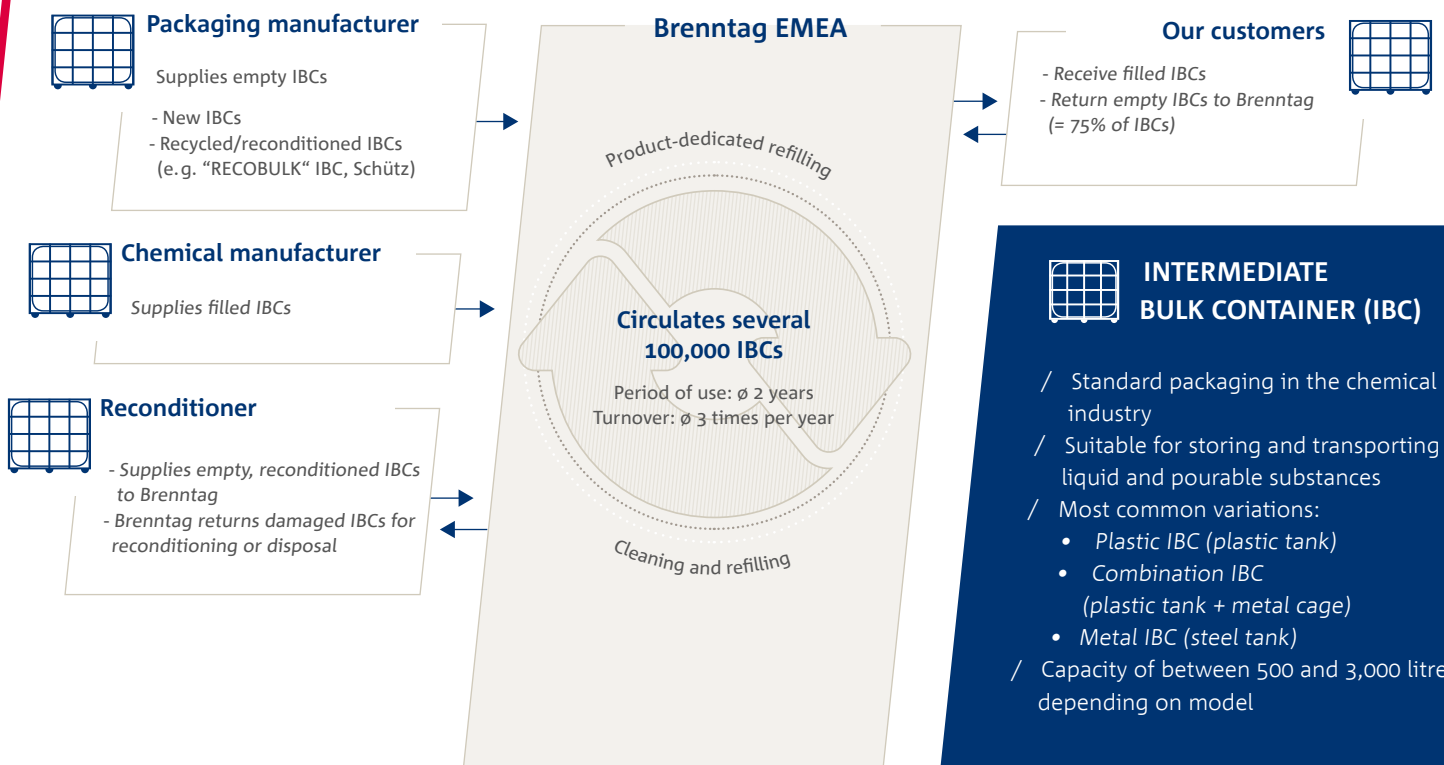 Packaging manufacturer
Supplies empty IBCs
- New IBCs
- Recycled/reconditioned IBCs
(e. g. “RECOBULK“ IBC, Schütz)
Chemical manufacturer
Supplies filled IBCs
Reconditioner
- Supplies empty, reconditioned IBCs
to Brenntag
- Brenntag returns damaged IBCs for
reconditioning or disposal
Brenntag EMEA
Product-dedicated refilling
Circulates several
100,000 IBCs
Period of use: ø 2 years
Turnover: ø 3 times per year
Cleaning and refilling
Our customers
- Receive filled IBCs
- Return empty IBCs to Brenntag
(= 75% of IBCs)
INTERMEDIATE
BULK CONTAINER (IBC)
/ Standard packaging in the chemical
industry
/ Suitable for storing and transporting
liquid and pourable substances
/ Most common variations:
• Plastic IBC (plastic tank)
• Combination IBC
(plastic tank + metal cage)
• Metal IBC (steel tank)
/ Capacity of between 500 and 3,000 litre
depending on model